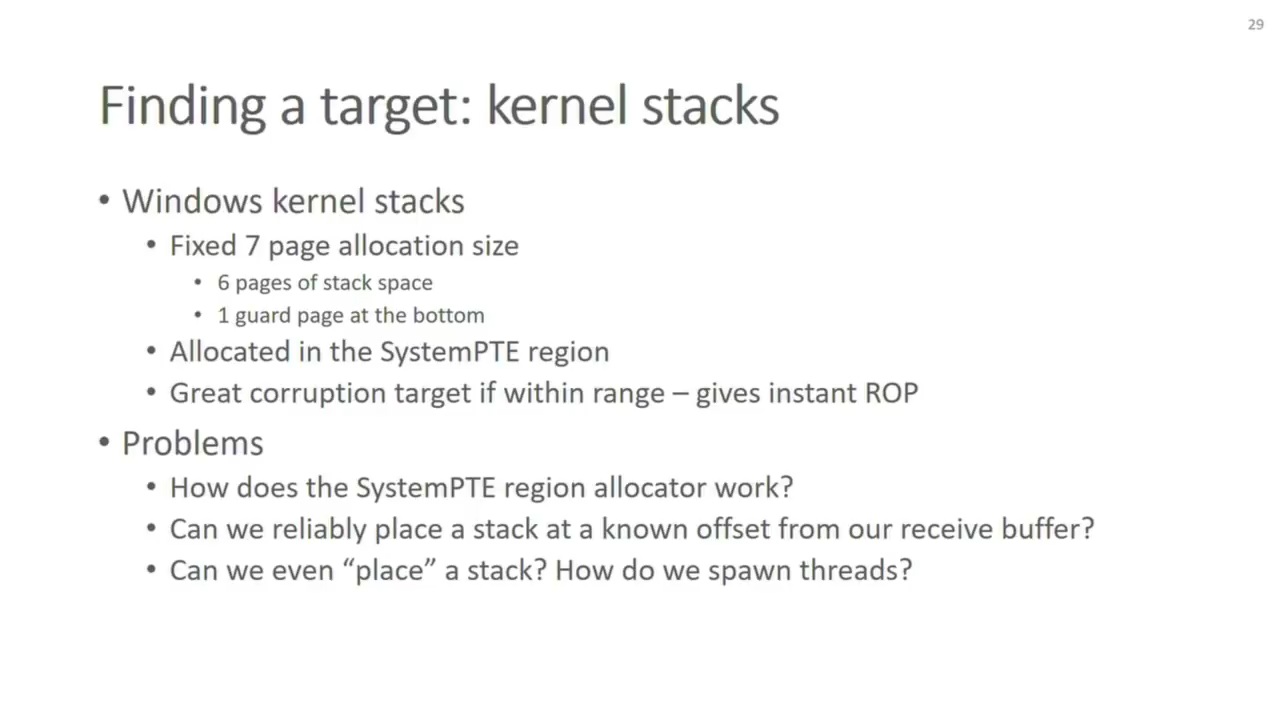 29
Finding a target: kernel stacks
• Windows kernel stacks
• Fixed 7 page allocation size
• 6 pages of stack space
• 1 guard page at the bottom
• Allocated in the SystemPTE region
• Great corruption target if within range – gives instant ROP
• Problems
• How does the SystemPTE region allocator work?
• Can we reliably place a stack at a known offset from our receive buffer?
• Can we even “place” a stack? How do we spawn threads?